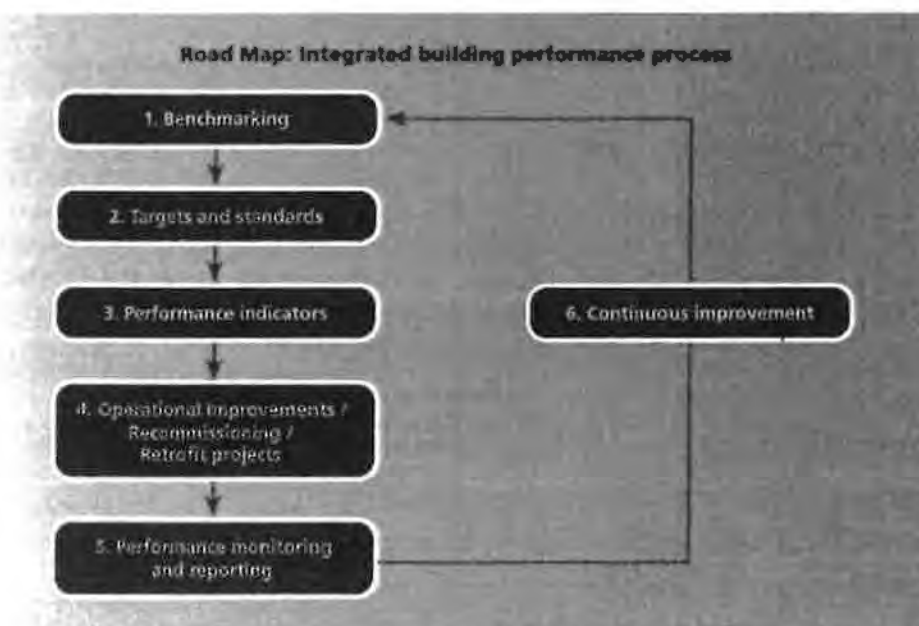 Road Map: Integrated building performance process
1. Benchmarking
2. Targets and standards
3. Performance indicators
4. Operational improvements /
Recommissioning /
Retrofit projects
5. Performance monitoring
and reporting
6. Continuous improvement